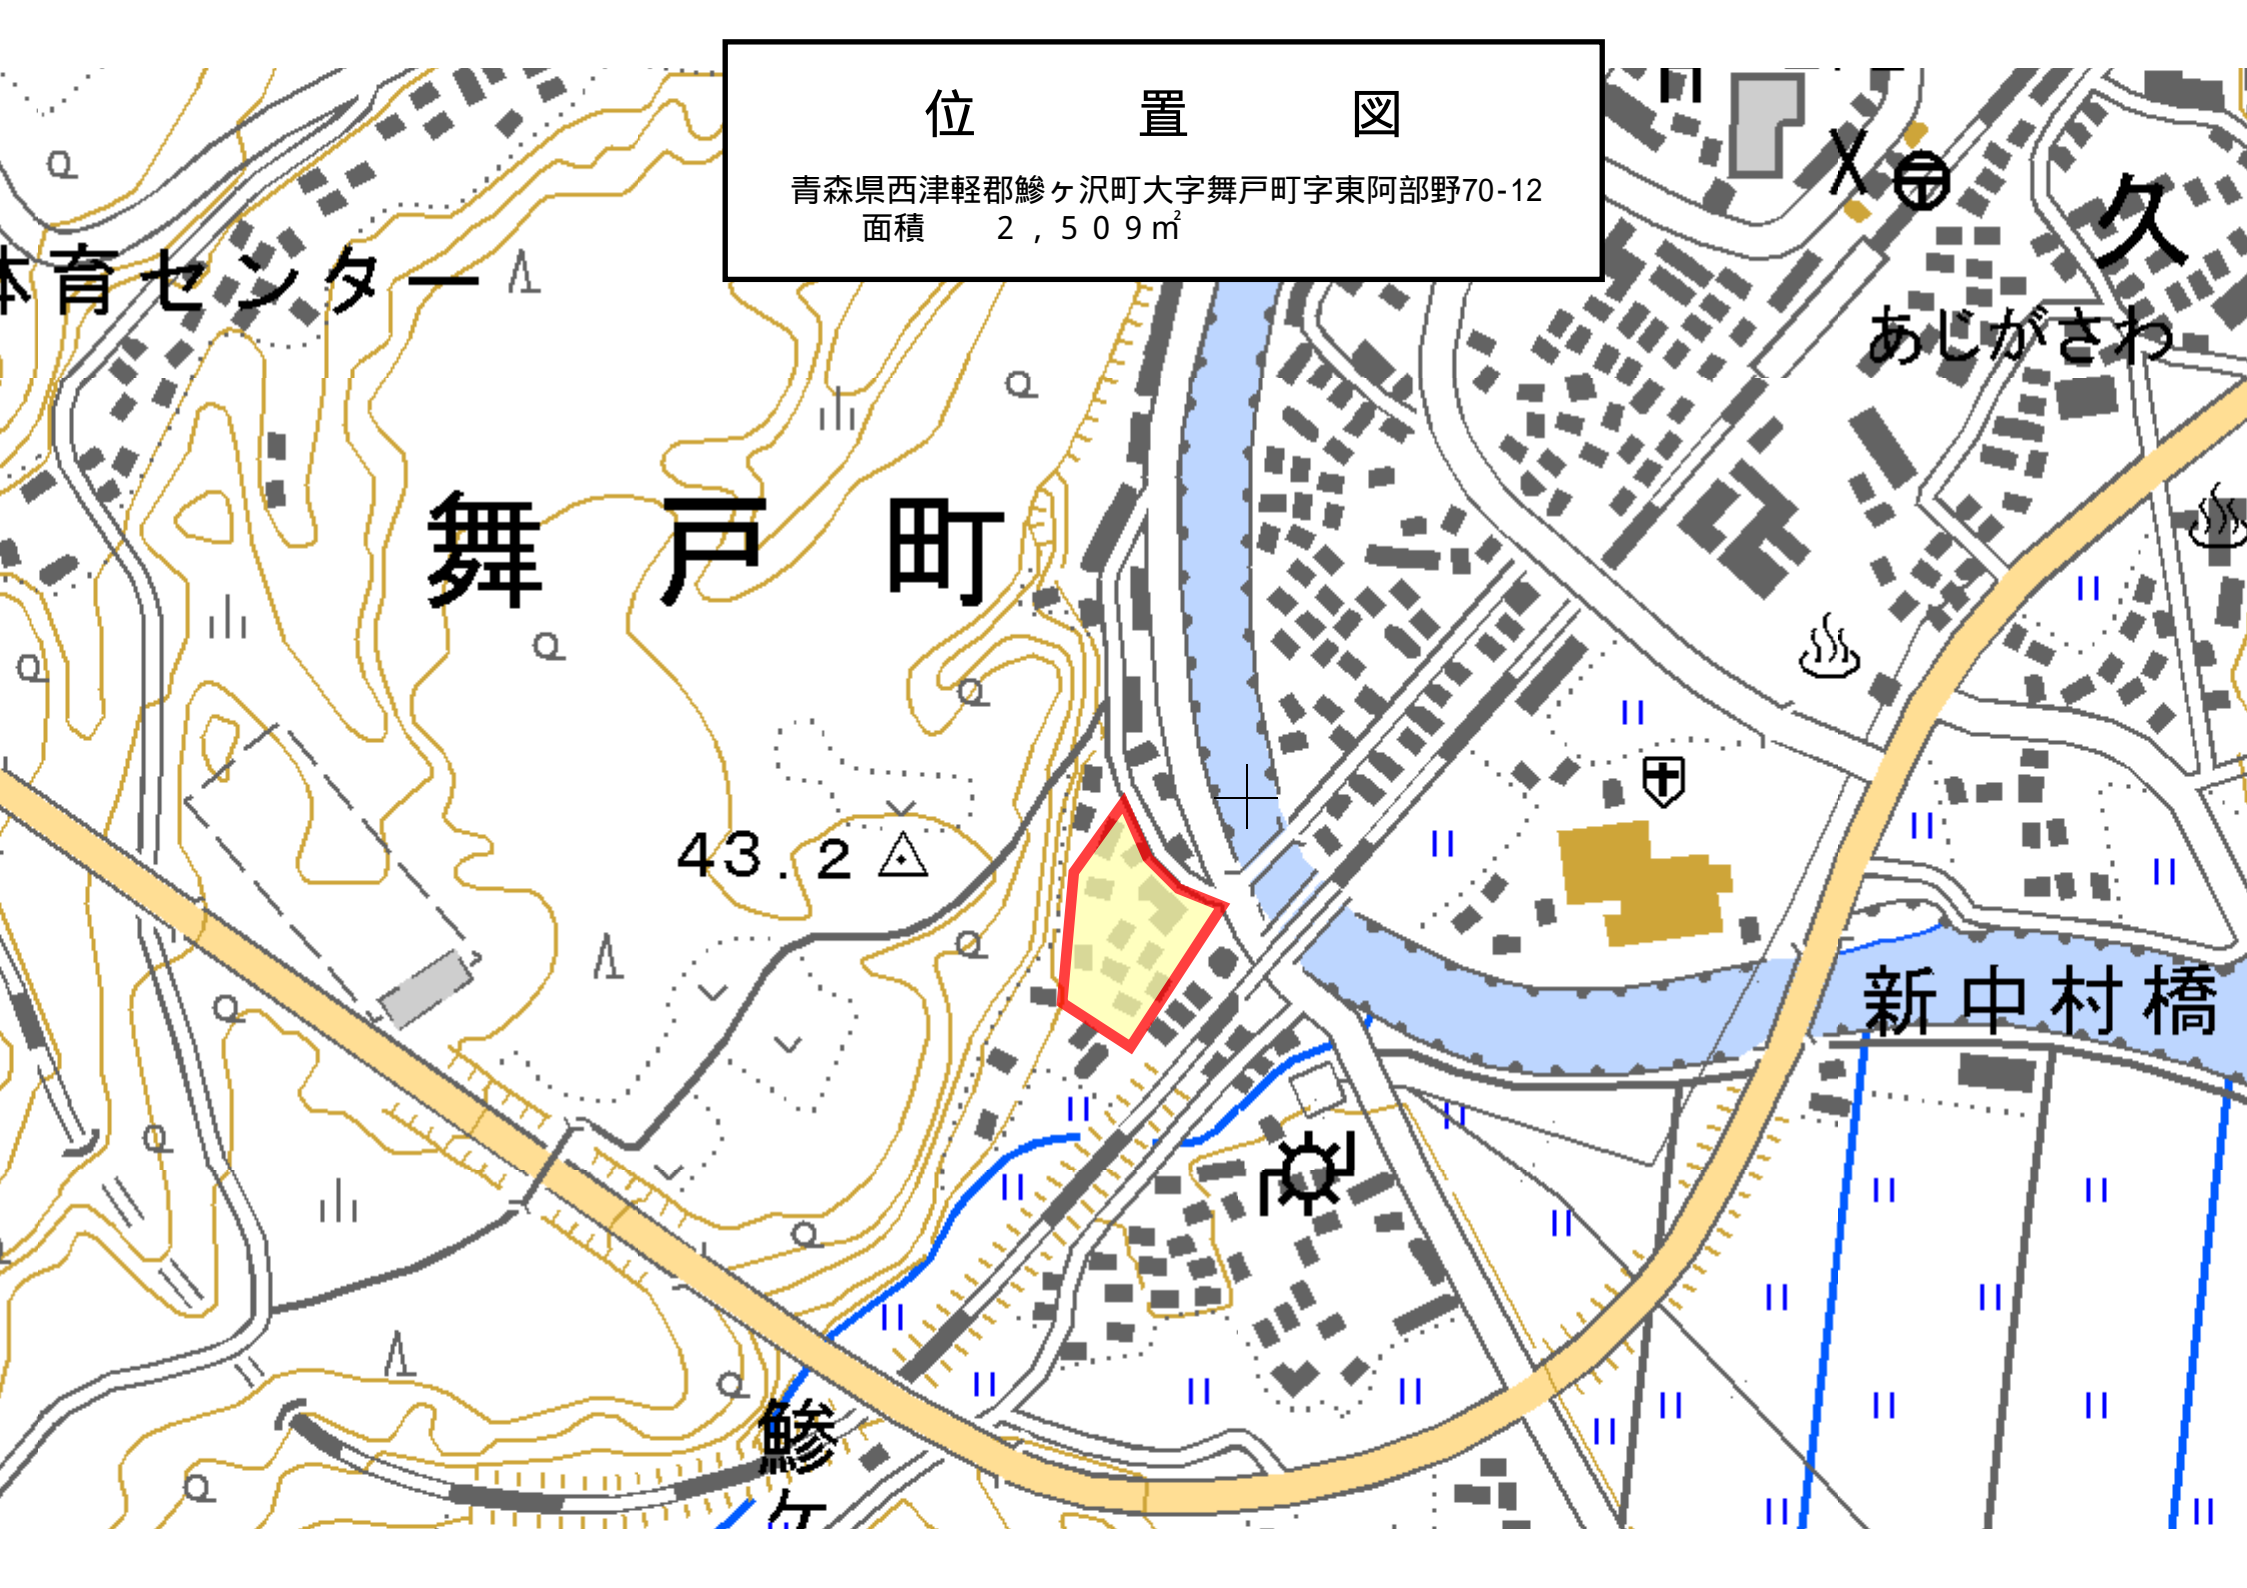 位置図
青森県西津軽郡鰺ヶ沢町大字舞戸町字東阿部野70-12
面積 2,509㎡
久
体育センター
あじがさわ
舞戸町
43.2
新中村橋
鰺
ケ